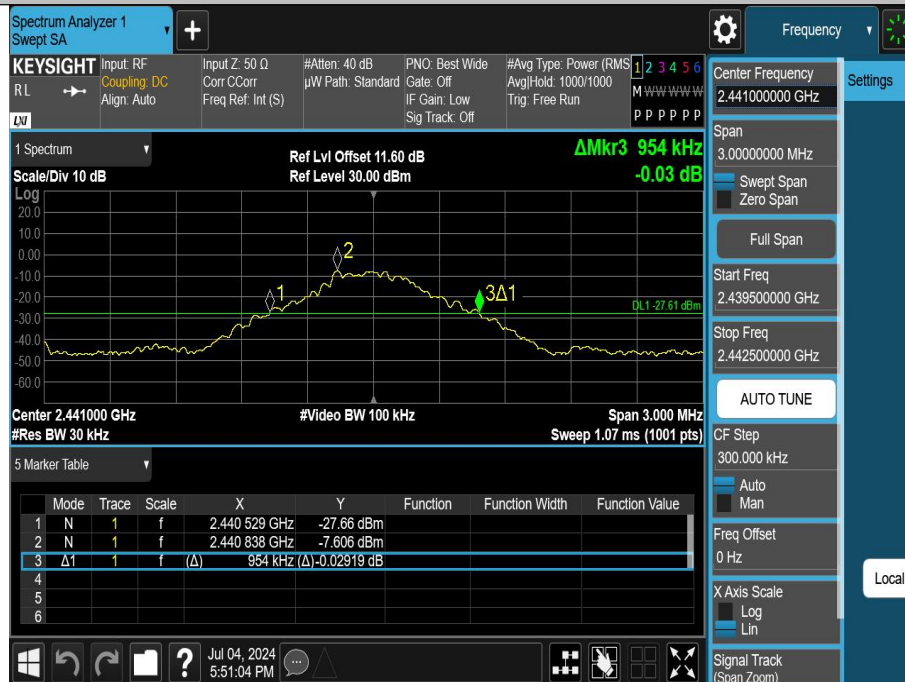 Spectrum Analyzer 1
Swept SA
+
Frequency
KEYSIGHT
RL
LXI
Input: RF
Coupling: DC
Align: Auto
Input Z: 50 Ω
Corr CCorr
Freq Ref: Int (S)
#Atten: 40 dB
µW Path: Standard
PNO: Best Wide
Gate: Off
IF Gain: Low
Sig Track: Off
#Avg Type: Power (RMS
Avg|Hold: 1000/1000
Trig: Free Run
1 2 3 4 5 6
M W W W W W
P P P P P P
1 Spectrum
Scale/Div 10 dB
Ref Lvl Offset 11.60 dB
Ref Level 30.00 dBm
ΔMkr3 954 kHz
-0.03 dB
Log
20.0
10.0
0.00
-10.0
-20.0
-30.0
-40.0
-50.0
-60.0
1
2
3Δ1
DL1 -27.61 dBm
Center 2.441000 GHz
#Video BW 100 kHz
Span 3.000 MHz
#Res BW 30 kHz
Sweep 1.07 ms (1001 pts)
5 Marker Table
Mode Trace Scale X Y Function Function Width Function Value
1 N 1 f 2.440 529 GHz -27.66 dBm
2 N 1 f 2.440 838 GHz -7.606 dBm
3 Δ1 1 f (Δ) 954 kHz (Δ) -0.02919 dB
4
5
6
?
Jul 04, 2024
5:51:04 PM
Center Frequency
2.441000000 GHz
Settings
Span
3.00000000 MHz
Swept Span
Zero Span
Full Span
Start Freq
2.439500000 GHz
Stop Freq
2.442500000 GHz
AUTO TUNE
CF Step
300.000 kHz
Auto
Man
Freq Offset
0 Hz
Local
X Axis Scale
Log
Lin
Signal Track
(Span Zoom)